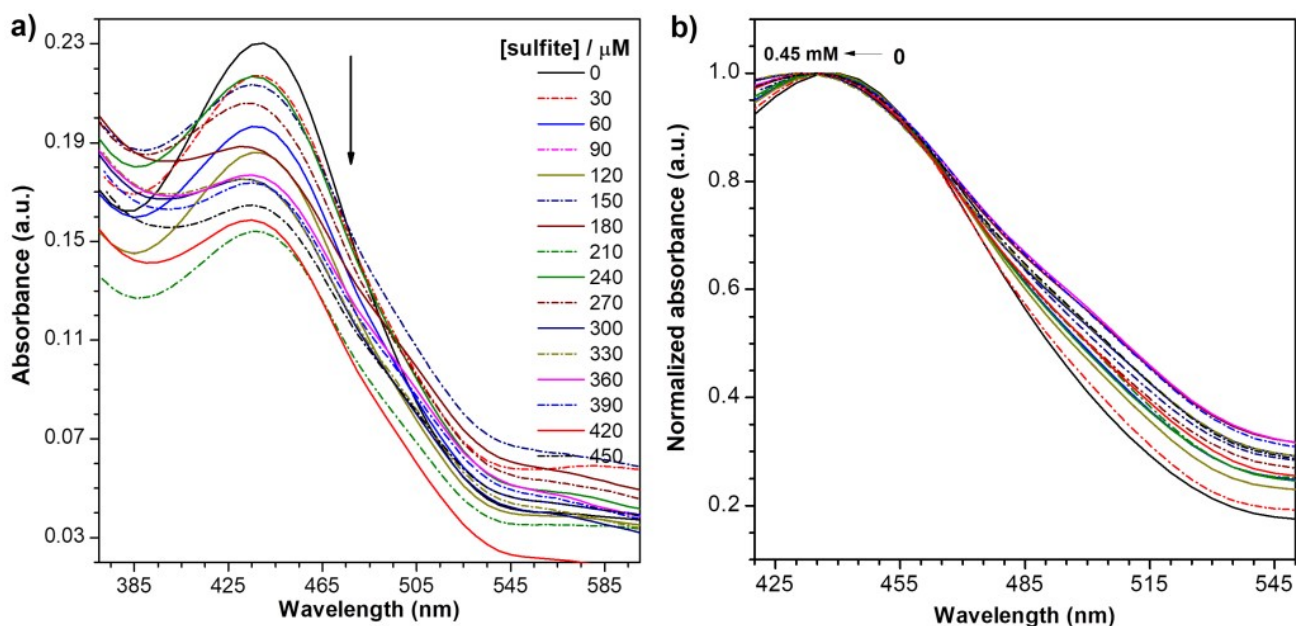 a)
0.23
0.19
0.15
0.11
0.07
0.03
Absorbance (a.u.)
385 425 465 505 545 585
Wavelength (nm)
[sulfite] / μM
0
30
60
90
120
150
180
210
240
270
300
330
360
390
420
450
b)
0.45 mM 0
1.0
0.8
0.6
0.4
0.2
Normalized absorbance (a.u.)
425 455 485 515 545
Wavelength (nm)